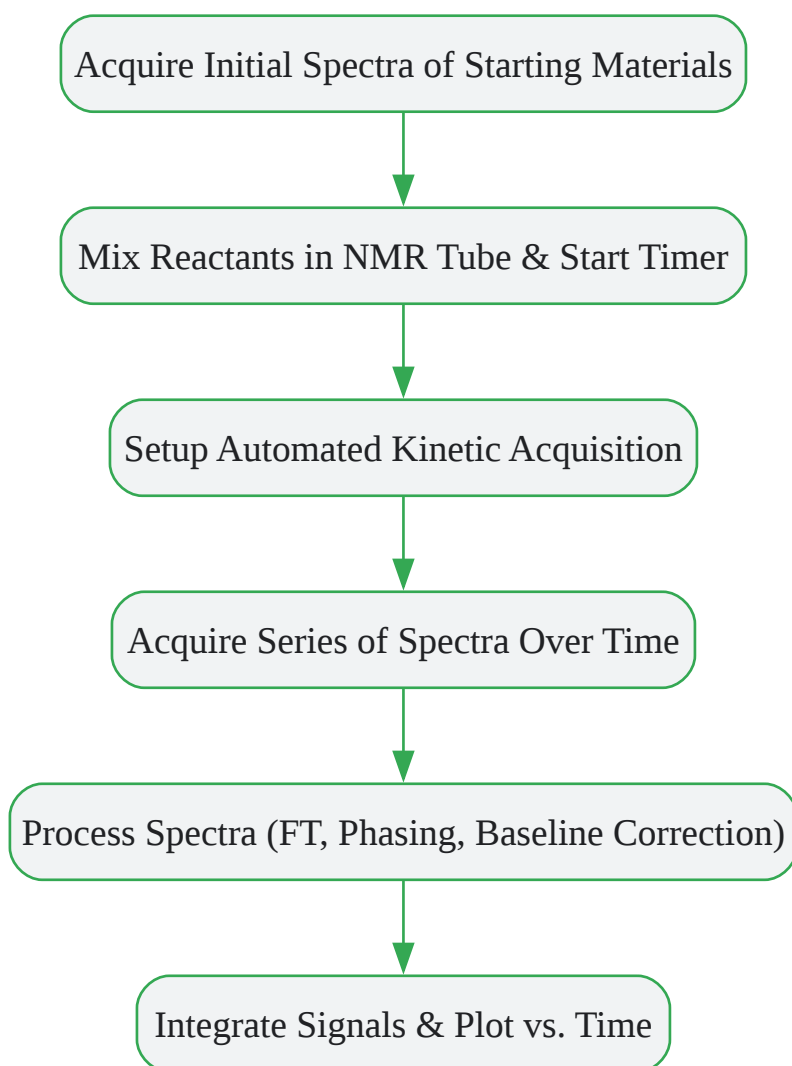 Acquire Initial Spectra of Starting Materials
Mix Reactants in NMR Tube & Start Timer
Setup Automated Kinetic Acquisition
Acquire Series of Spectra Over Time
Process Spectra (FT, Phasing, Baseline Correction)
Integrate Signals & Plot vs. Time